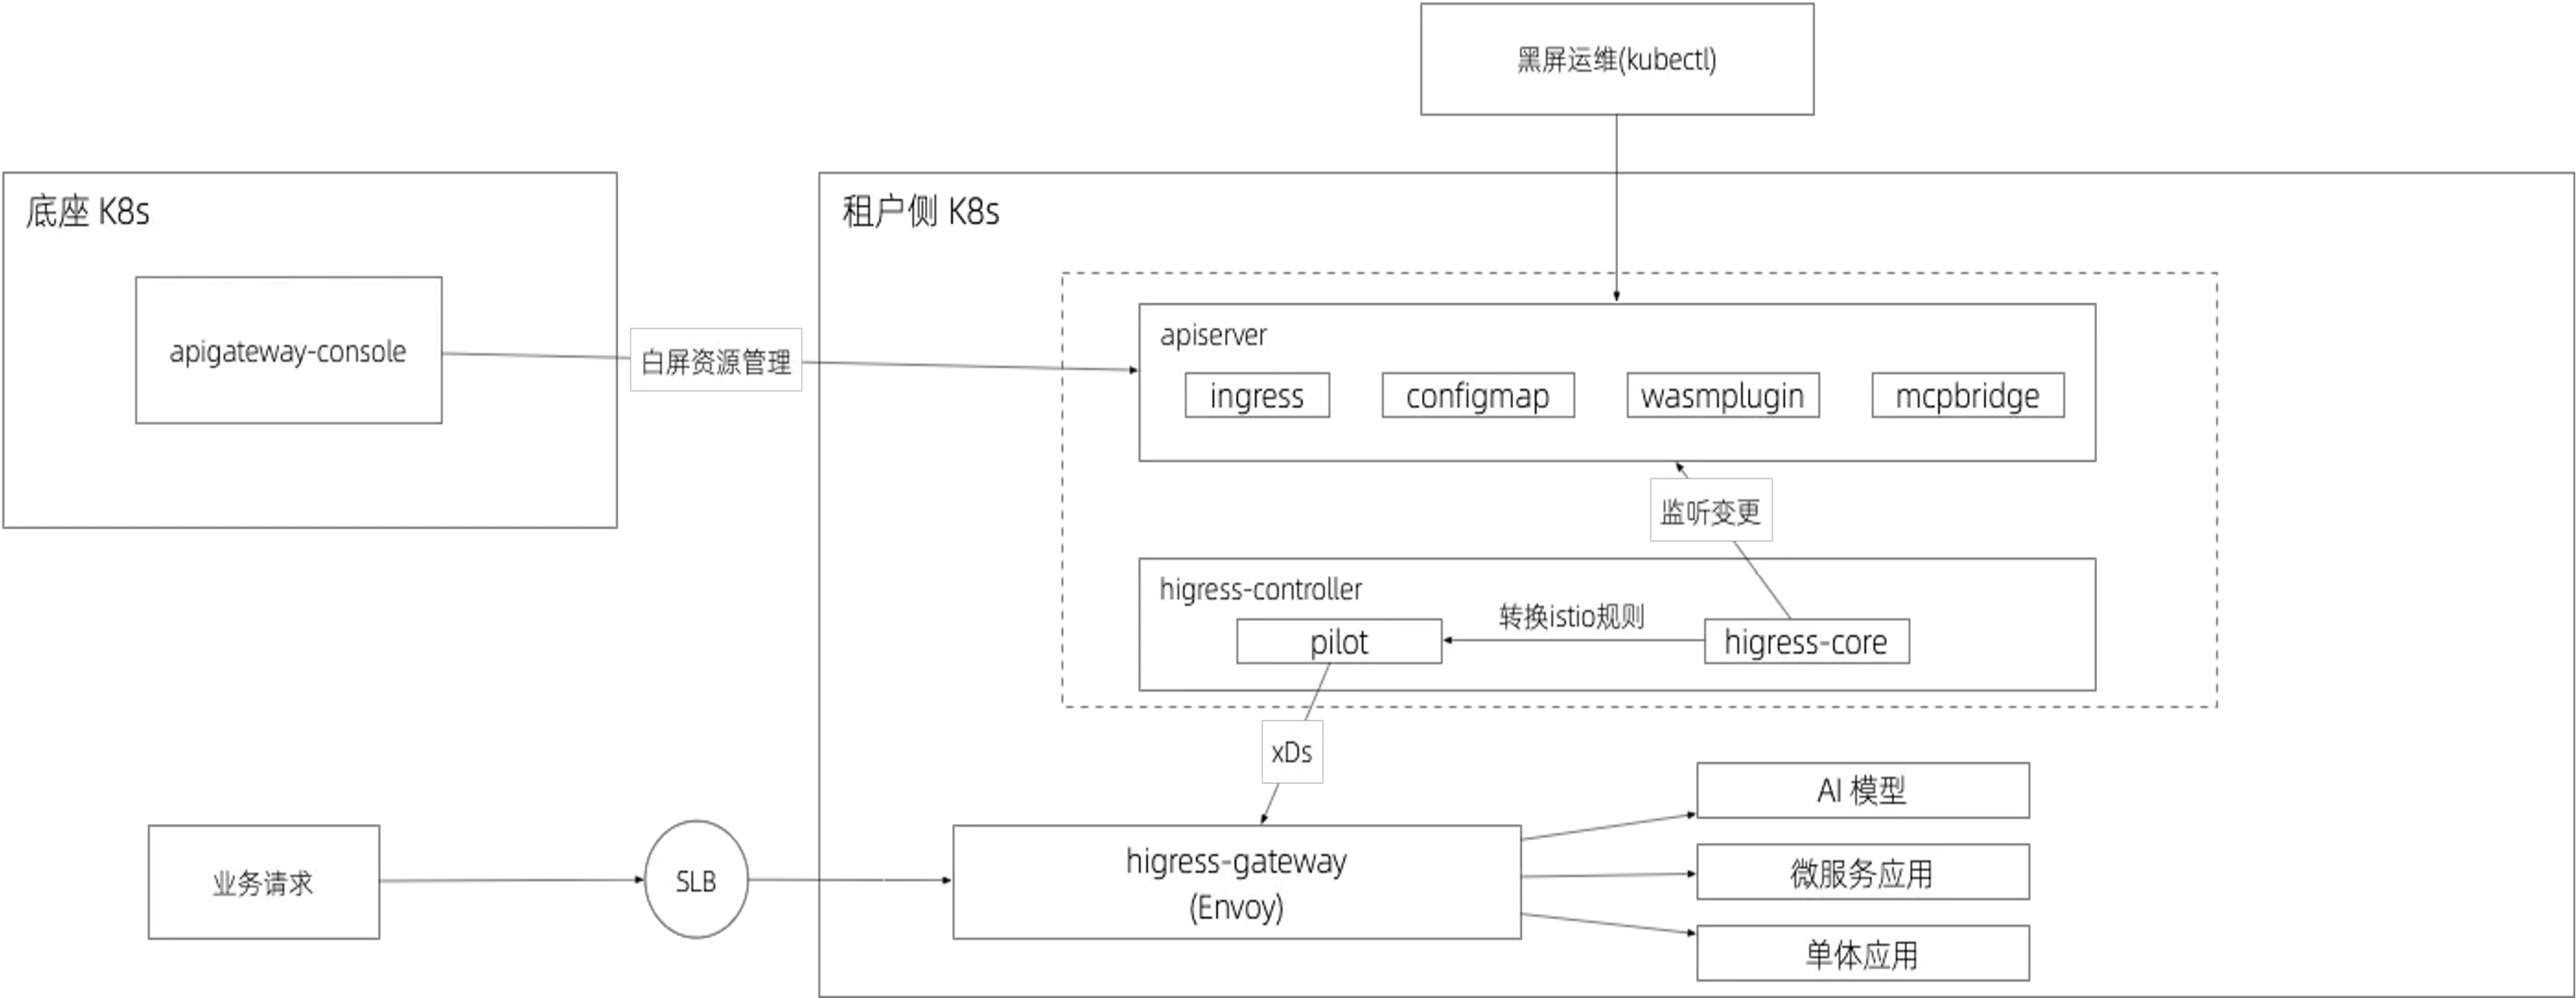 黑屏运维(kubectl)
底座 K8s
租户侧 K8s
apigateway-console
白屏资源管理
apiserver
ingress
configmap
wasmplugin
mcpbridge
监听变更
higress-controller
转换istio规则
pilot
higress-core
xDs
AI 模型
业务请求
SLB
higress-gateway
(Envoy)
微服务应用
单体应用